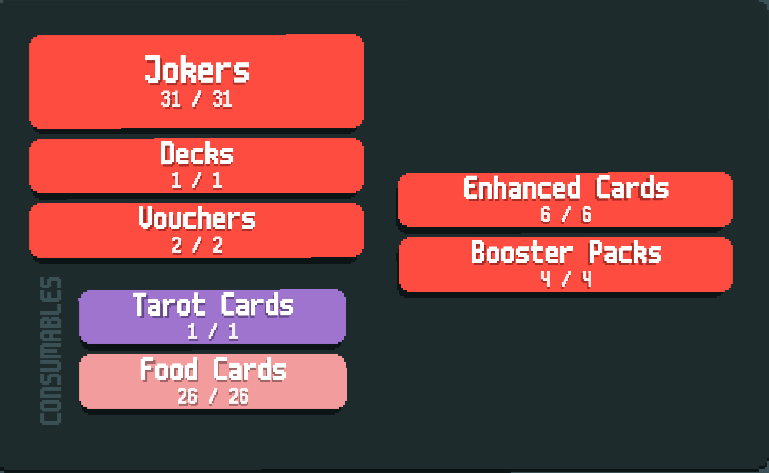 Jokers
31 / 31
Decks
1 / 1
Vouchers
2 / 2
CONSUMABLES
Tarot Cards
1 / 1
Food Cards
26 / 26
Enhanced Cards
6 / 6
Booster Packs
4 / 4